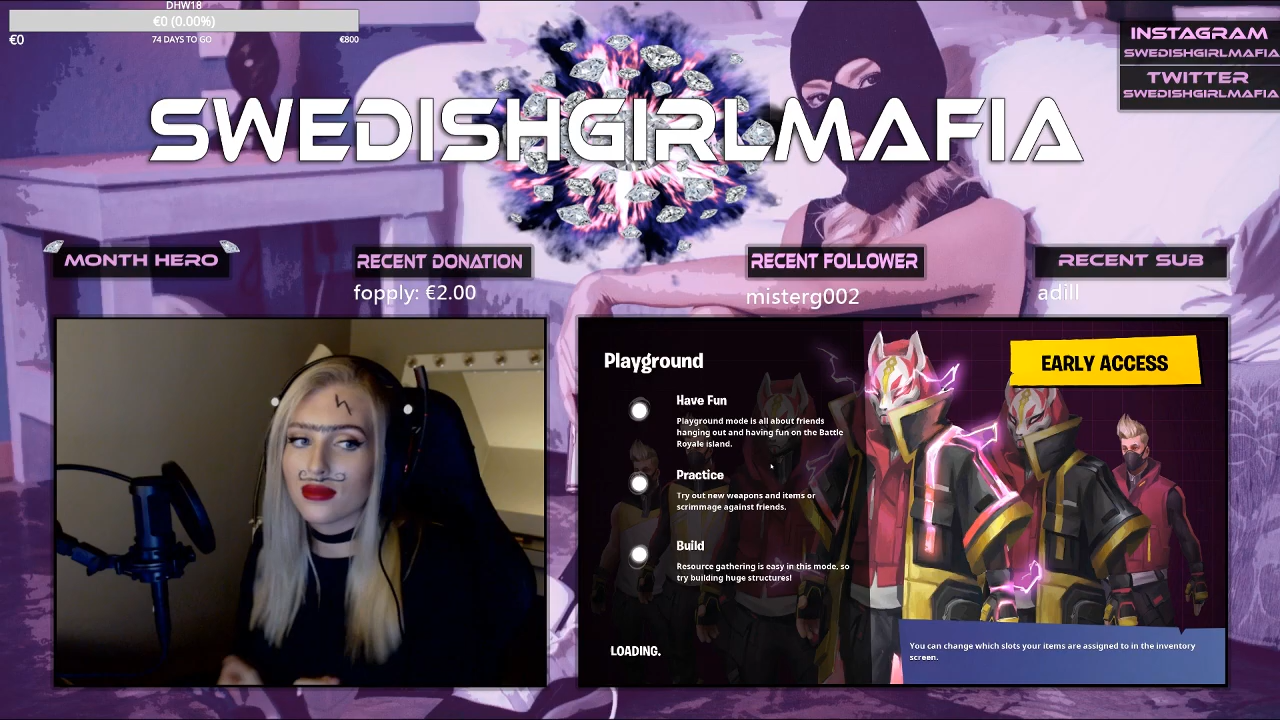 DHW18
€0 (0.00%)
€0
74 DAYS TO GO
€800
INSTAGRAM
SWEDISHGIRLMAFIA
TWITTER
SWEDISHGIRLMAFIA
SWEDISHGIRLMAFIA
MONTH HERO
RECENT DONATION
fopply: €2.00
RECENT FOLLOWER
misterg002
RECENT SUB
adill
Playground
EARLY ACCESS
Have Fun
Playground mode is all about friends
hanging out and having fun on the Battle
Royale island.
Practice
Try out new weapons and items or
scrimmage against friends.
Build
Resource gathering is easy in this mode, so
try building huge structures!
LOADING.
You can change which slots your items are assigned to in the inventory
screen.